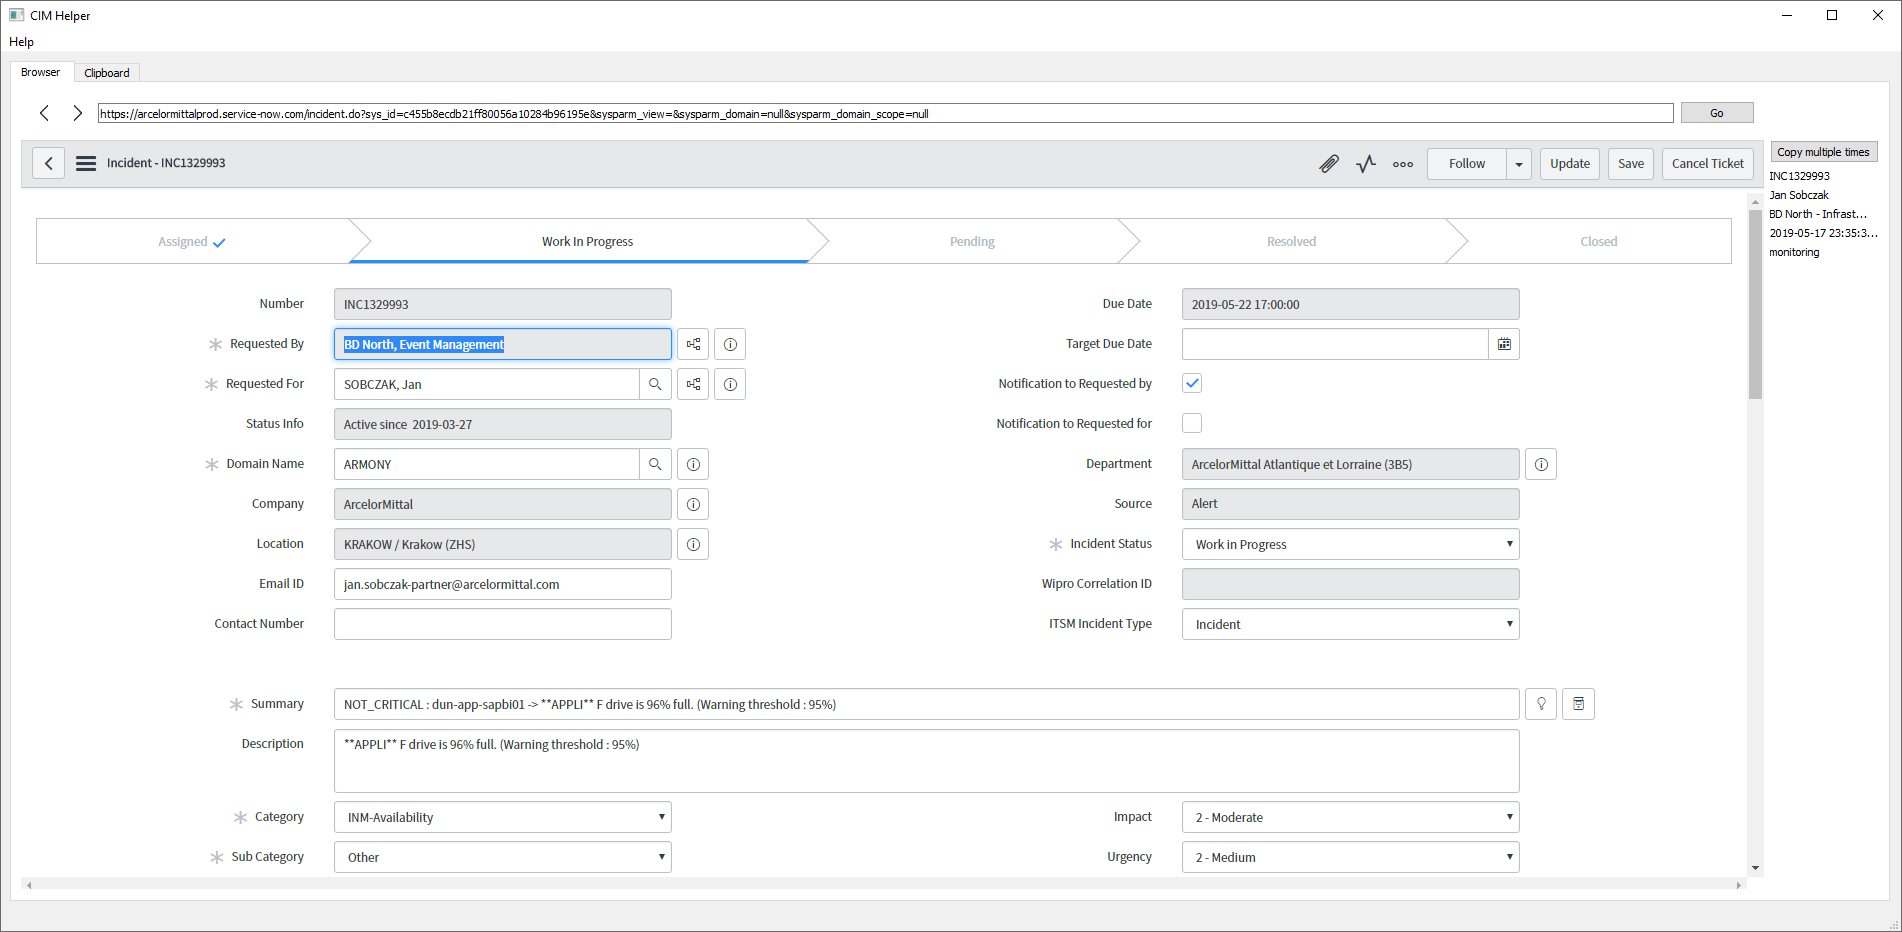 CIM Helper
Help
Browser Clipboard
https://arcelormittalprod.service-now.com/incident.do?sys_id=c455b8ecdb21ff80056a10284b96195e&sysparm_view=&sysparm_domain=null&sysparm_domain_scope=null Go
Incident - INC1329993 Follow Update Save Cancel Ticket
Copy multiple times
INC1329993
Jan Sobczak
BD North - Infrast...
2019-05-17 23:35:3...
monitoring
Assigned Work In Progress Pending Resolved Closed
Number INC1329993 Due Date 2019-05-22 17:00:00
Requested By BD North, Event Management Target Due Date
Requested For SOBCZAK, Jan Notification to Requested by
Status Info Active since 2019-03-27 Notification to Requested for
Domain Name ARMONY Department ArcelorMittal Atlantique et Lorraine (3B5)
Company ArcelorMittal Source Alert
Location KRAKOW / Krakow (ZHS) Incident Status Work in Progress
Email ID jan.sobczak-partner@arcelormittal.com Wipro Correlation ID
Contact Number ITSM Incident Type Incident
Summary NOT_CRITICAL : dun-app-sapbi01 -> **APPLI** F drive is 96% full. (Warning threshold : 95%)
Description **APPLI** F drive is 96% full. (Warning threshold : 95%)
Category INM-Availability Impact 2 - Moderate
Sub Category Other Urgency 2 - Medium